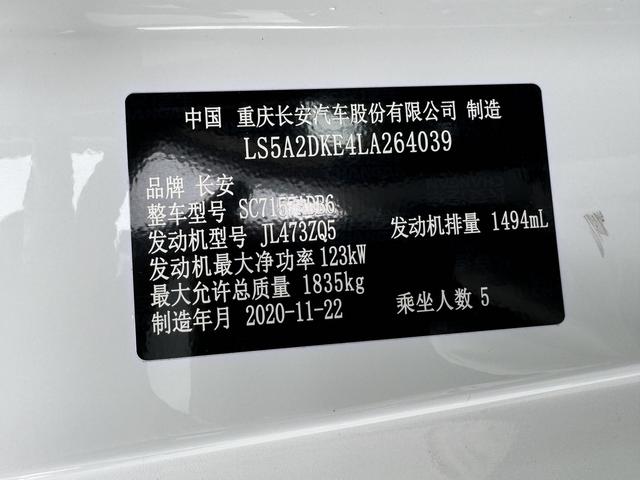 中国 重庆长安汽车股份有限公司 制造
LS5A2DKE4LA264039
品牌 长安
整车型号
发动机型号 JL473ZQ5 发动机排量 1494mL
发动机最大净功率 123kW
最大允许总质量 1835kg
制造年月 2020-11-22 乘坐人数 5